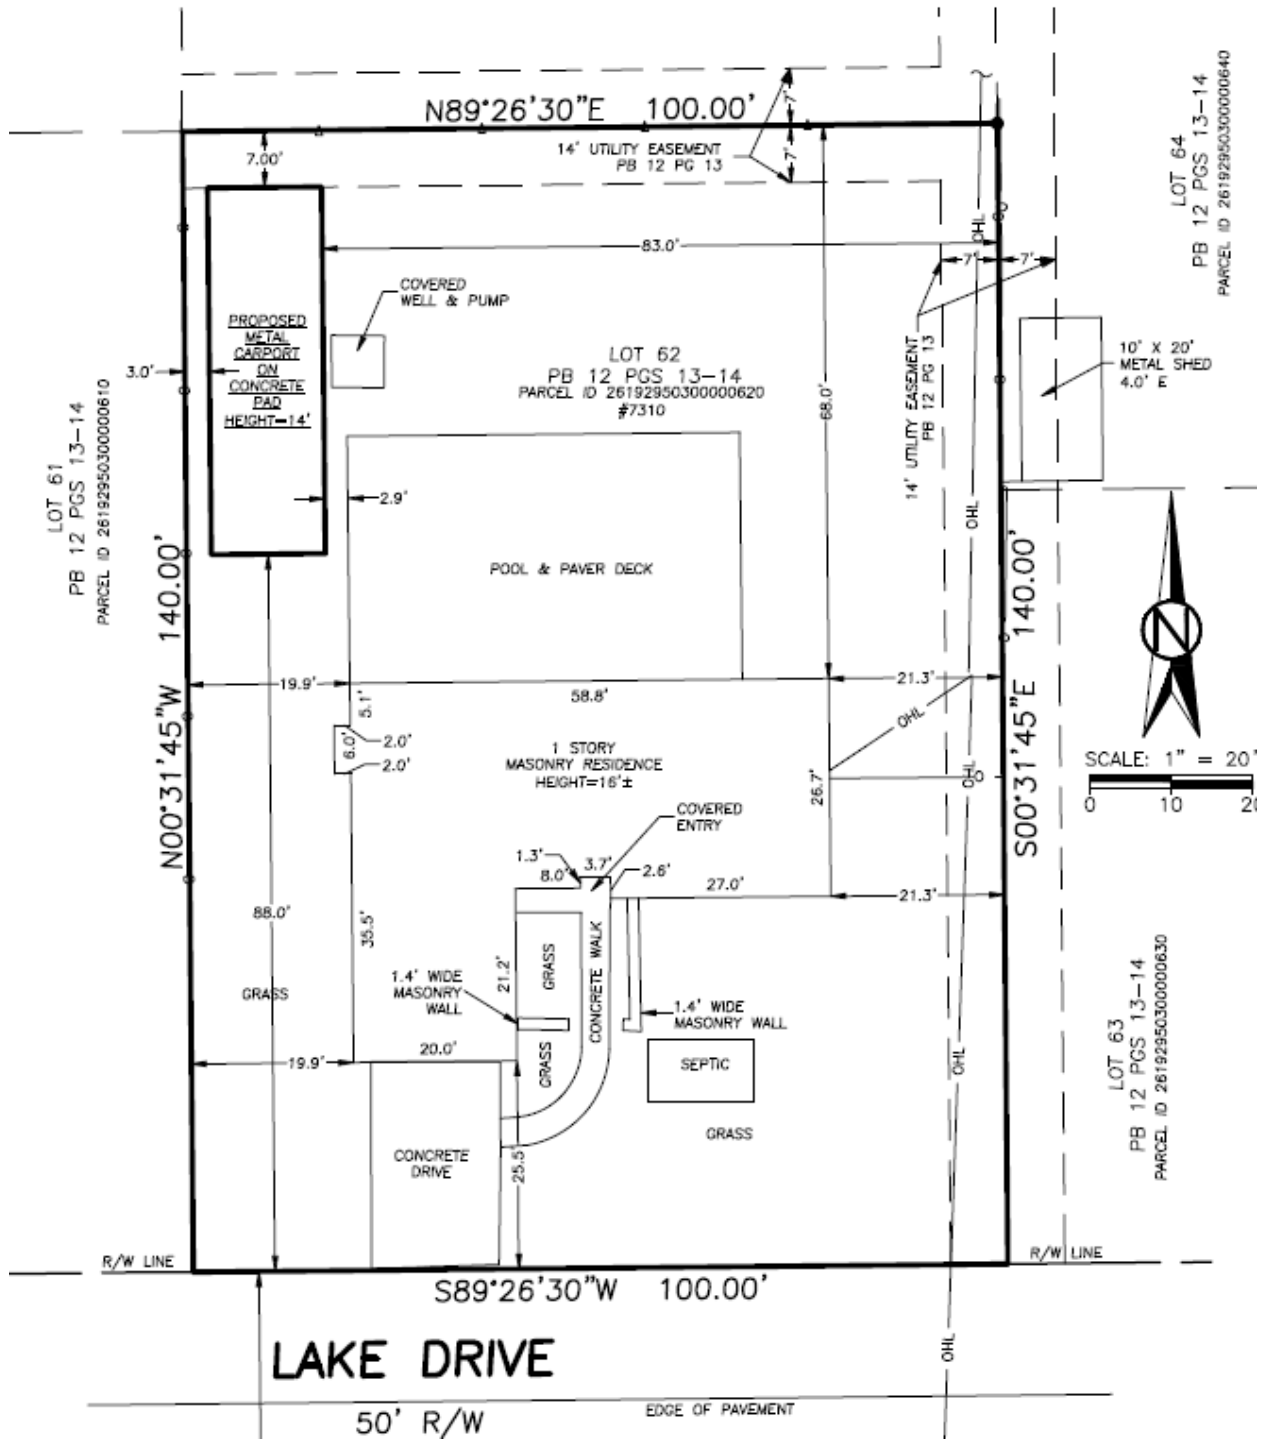 N89°26'30"E 100.00'
7'
7.00'
14' UTILITY EASEMENT
PB 12 PG 13
7'
LOT 64
PB 12 PGS 13-14
PARCEL ID 26192950300000640
OHL
83.0'
7'
7'
COVERED
WELL & PUMP
PROPOSED
METAL
CARPORT
ON
CONCRETE
PAD
HEIGHT=14'
3.0'
LOT 62
PB 12 PGS 13-14
PARCEL ID 26192950300000620
#7310
68.0'
14' UTILITY EASEMENT
PB 12 PG 13
10' X 20'
METAL SHED
4.0' E
LOT 61
PB 12 PGS 13-14
PARCEL ID 26192950300000610
2.9'
OHL
POOL & PAVER DECK
N00°31'45"W 140.00'
S00°31'45"E 140.00'
N
19.9'
58.8'
21.3'
5.1'
OHL
6.0'
2.0'
2.0'
1 STORY
MASONRY RESIDENCE
HEIGHT=16'±
26.7'
OHL
SCALE: 1" = 20'
0 10 20
COVERED
ENTRY
1.3'
3.7'
8.0'
2.6'
27.0'
21.3'
88.0'
35.5'
GRASS
21.2'
GRASS
CONCRETE WALK
1.4' WIDE
MASONRY
WALL
1.4' WIDE
MASONRY WALL
LOT 63
PB 12 PGS 13-14
PARCEL ID 26192950300000630
19.9'
20.0'
GRASS
SEPTIC
OHL
GRASS
CONCRETE
DRIVE
25.5'
R/W LINE
R/W LINE
S89°26'30"W 100.00'
LAKE DRIVE
OHL
50' R/W
EDGE OF PAVEMENT